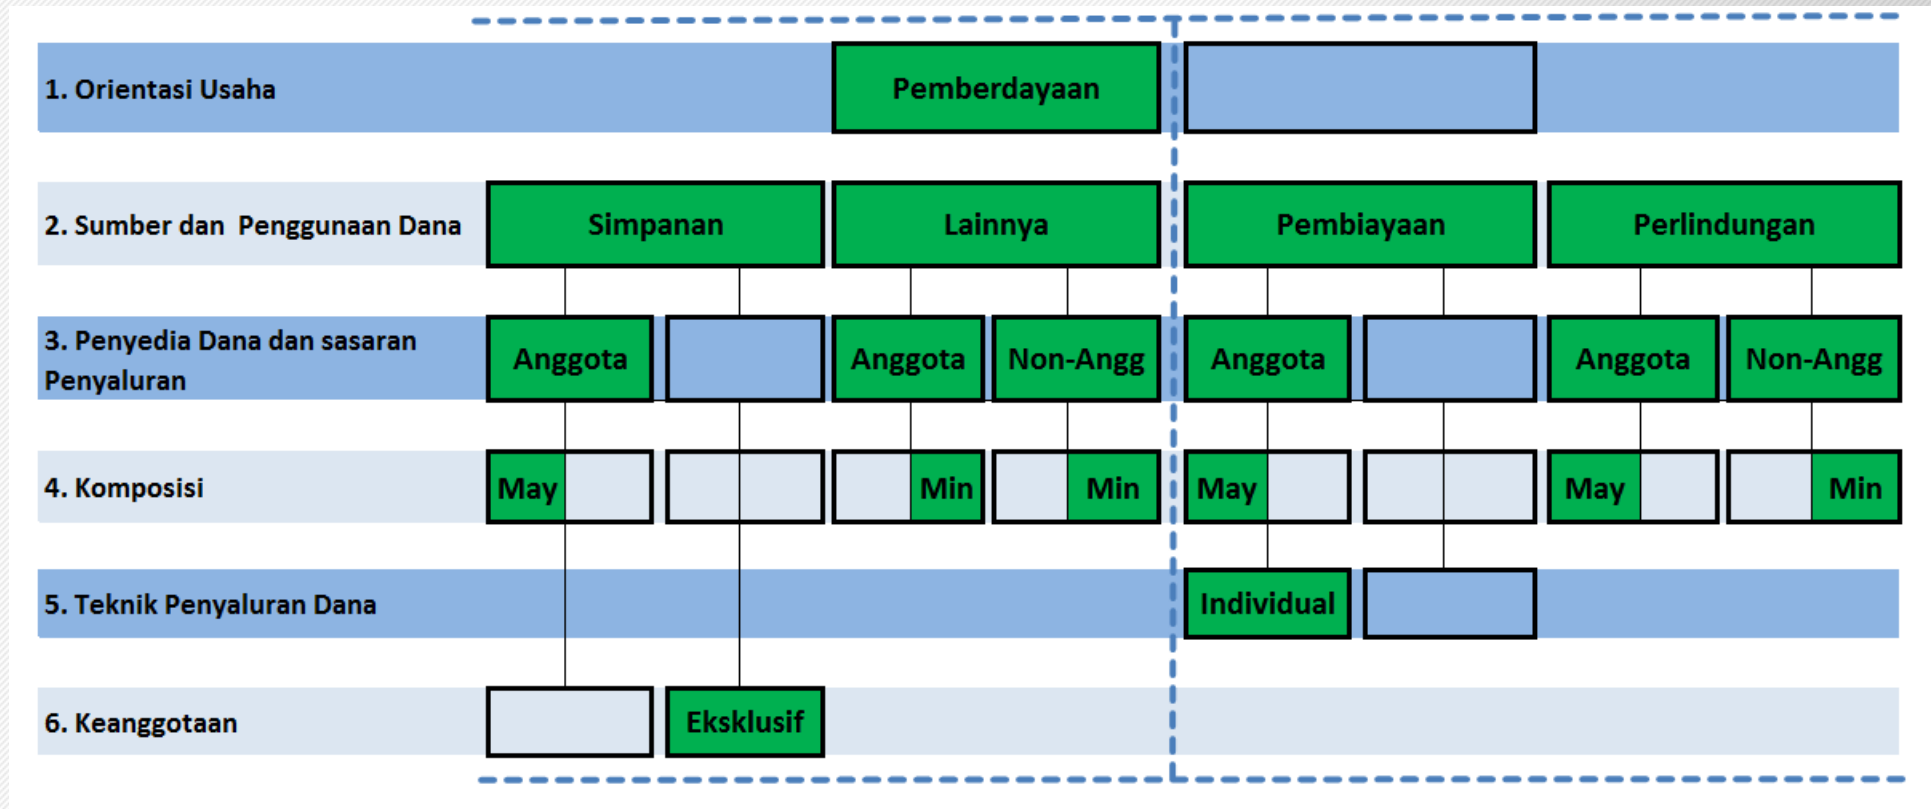 1. Orientasi Usaha
Pemberdayaan
2. Sumber dan Penggunaan Dana
Simpanan
Lainnya
Pembiayaan
Perlindungan
3. Penyedia Dana dan sasaran
Penyaluran
Anggota
Anggota
Non-Angg
Anggota
Anggota
Non-Angg
4. Komposisi
May
Min
Min
May
May
Min
5. Teknik Penyaluran Dana
Individual
6. Keanggotaan
Eksklusif